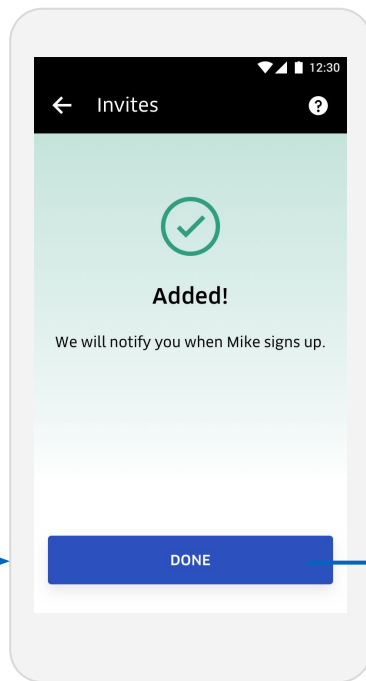 12:30
Invites
?
Added!
We will notify you when Mike signs up.
DONE